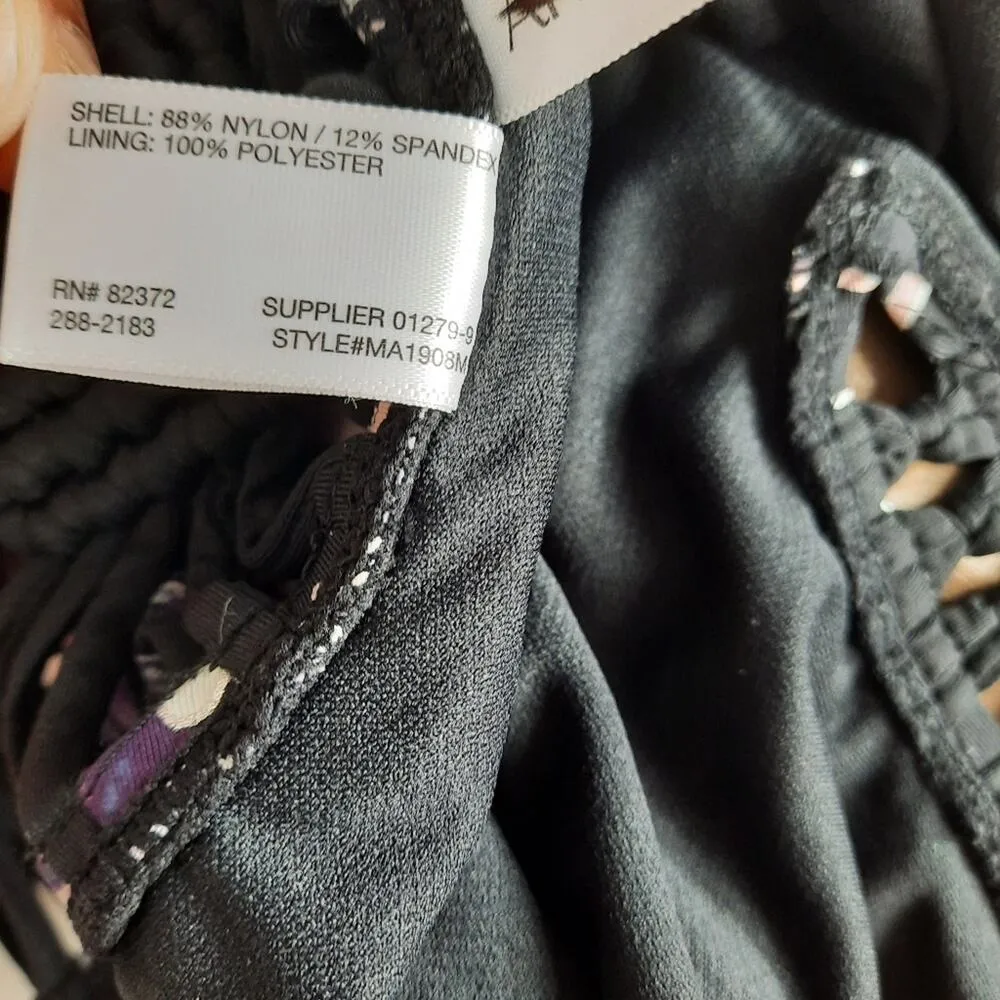 SHELL: 88% NYLON / 12% SPANDEX
LINING: 100% POLYESTER
RN# 82372
288-2183
SUPPLIER 01279-9
STYLE#MA1908M